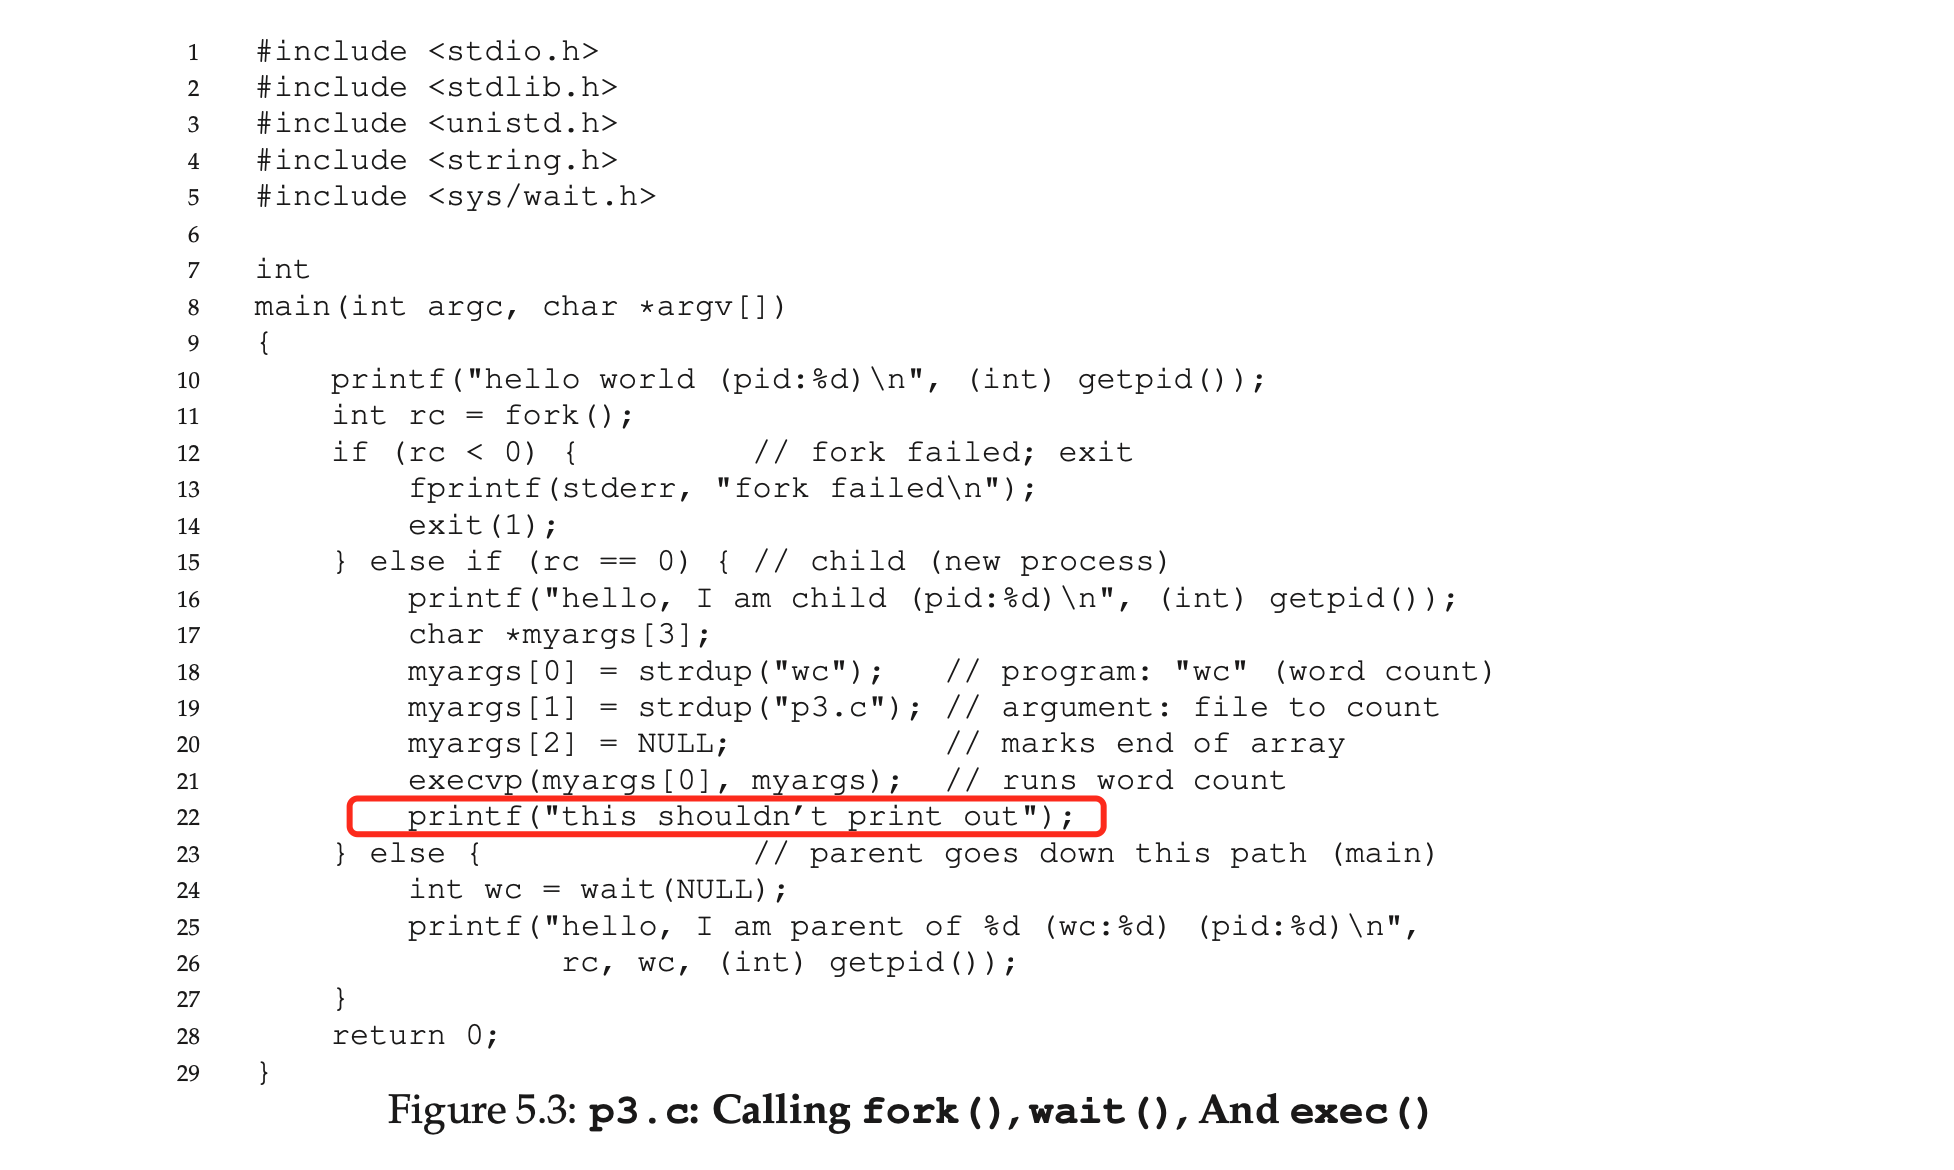 1 #include <stdio.h>
2 #include <stdlib.h>
3 #include <unistd.h>
4 #include <string.h>
5 #include <sys/wait.h>
6
7 int
8 main(int argc, char *argv[])
9 {
10     printf("hello world (pid:%d)\n", (int) getpid());
11     int rc = fork();
12     if (rc < 0) {         // fork failed; exit
13         fprintf(stderr, "fork failed\n");
14         exit(1);
15     } else if (rc == 0) { // child (new process)
16         printf("hello, I am child (pid:%d)\n", (int) getpid());
17         char *myargs[3];
18         myargs[0] = strdup("wc");   // program: "wc" (word count)
19         myargs[1] = strdup("p3.c"); // argument: file to count
20         myargs[2] = NULL;           // marks end of array
21         execvp(myargs[0], myargs);  // runs word count
22         printf("this shouldn’t print out");
23     } else {              // parent goes down this path (main)
24         int wc = wait(NULL);
25         printf("hello, I am parent of %d (wc:%d) (pid:%d)\n",
26                 rc, wc, (int) getpid());
27     }
28     return 0;
29 }
Figure 5.3: p3.c: Calling fork(), wait(), And exec()